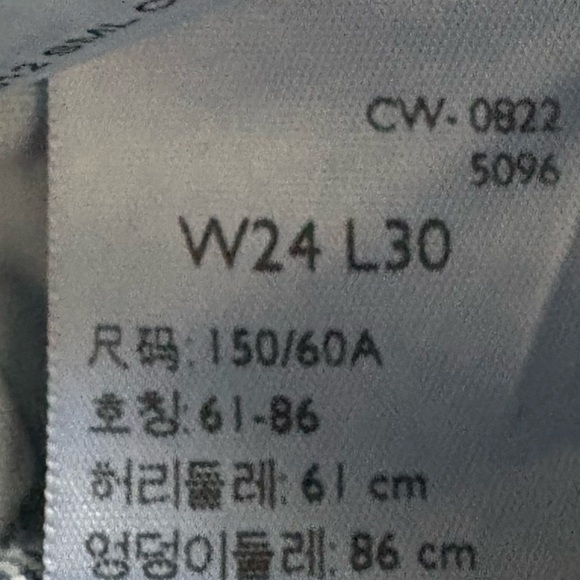 CW- 0822
5096
W24 L30
尺码: 150/60A
호칭: 61-86
허리둘레: 61 cm
엉덩이둘레: 86 cm